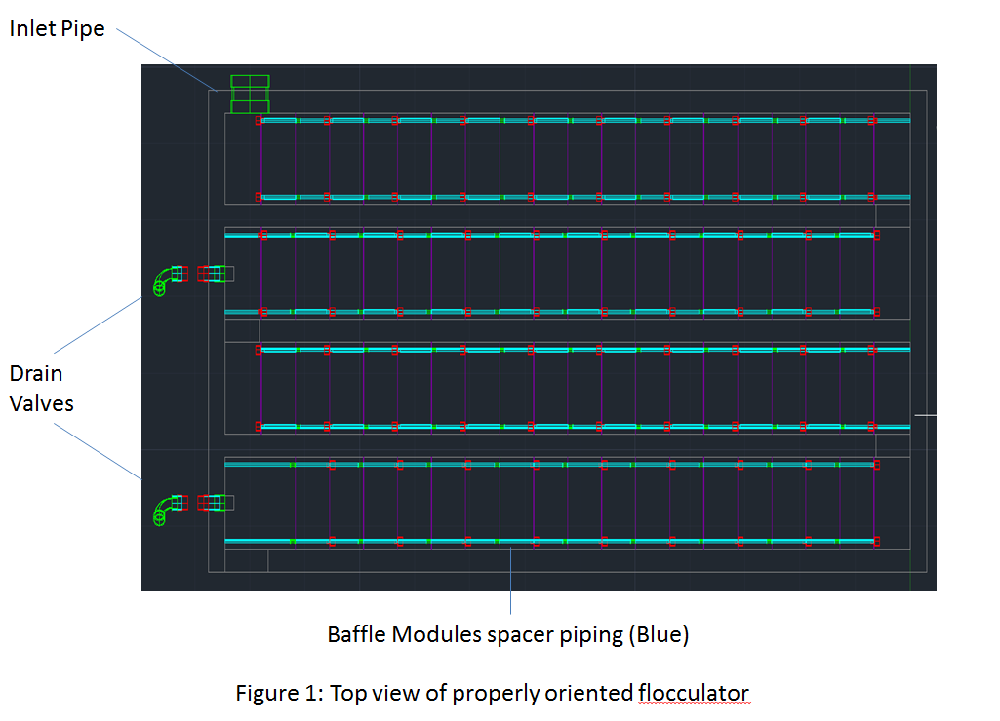 Inlet Pipe
Drain
Valves
Baffle Modules spacer piping (Blue)
Figure 1: Top view of properly oriented flocculator